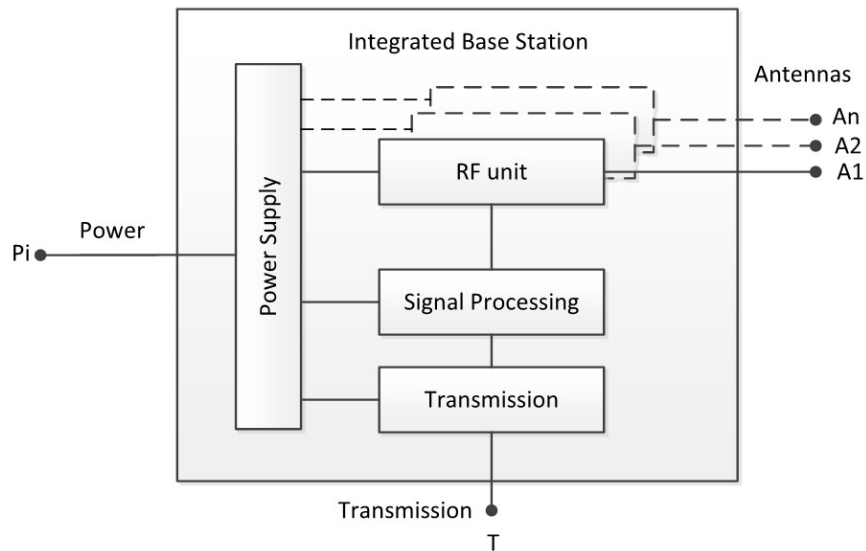 Integrated Base Station
Antennas
An
A2
A1
RF unit
Power
Pi
Power Supply
Signal Processing
Transmission
Transmission
T